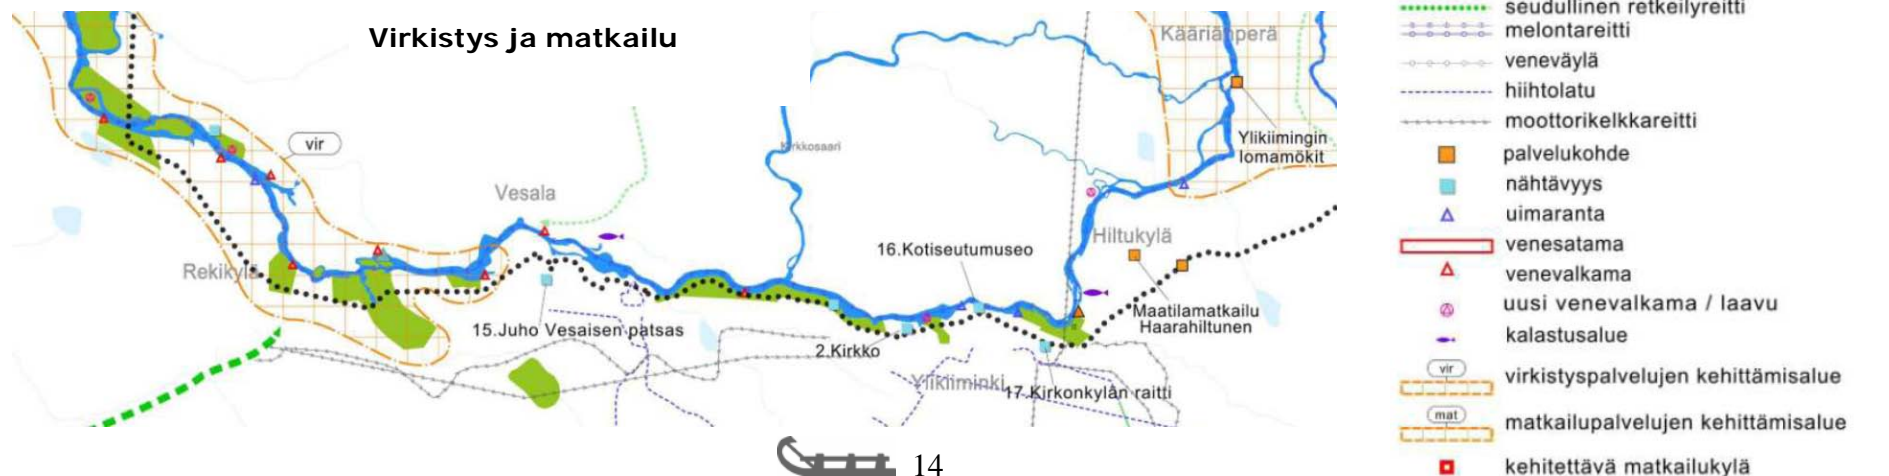 Virkistys ja matkailu
Kääriänperä
vir
Kirkkosaari
Ylikiimingin
lomamökit
Vesala
Hiltukylä
16.Kotiseutumuseo
Rekikylä
Maatilamatkailu
Haarahiltunen
15.Juho Vesaisen patsas
2.Kirkko
Ylikiiminki
17.Kirkonkylän raitti
14
seudullinen retkeilyreitti
melontareitti
veneväylä
hiihtolatu
moottorikelkkareitti
palvelukohde
nähtävyys
uimaranta
venesatama
venevalkama
uusi venevalkama / laavu
kalastusalue
vir
virkistyspalvelujen kehittämisalue
mat
matkailupalvelujen kehittämisalue
kehitettävä matkailukylä